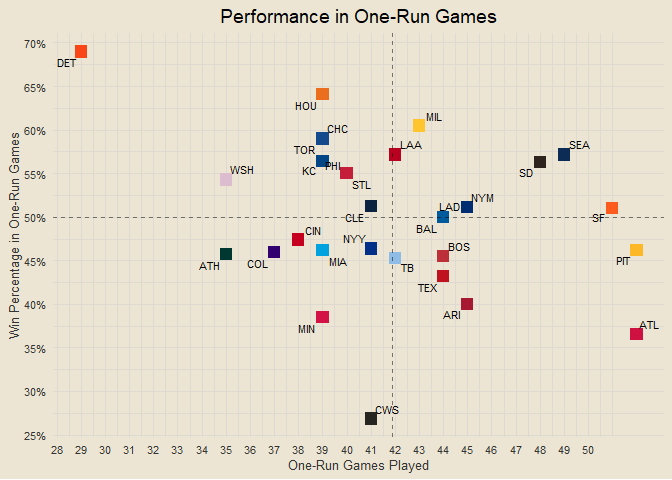 Performance in One-Run Games
70%
DET
65%
HOU
60%
MIL
CHC
LAA
SEA
TOR
55%
WSH
KC
PHI
SD
STL
NYM
LAD
50%
CLE
SF
BAL
CIN
NYY
BOS
45%
ATH
COL
MIA
TB
PIT
TEX
40%
ARI
MIN
ATL
35%
30%
CWS
25%
28 29 30 31 32 33 34 35 36 37 38 39 40 41 42 43 44 45 46 47 48 49 50
One-Run Games Played
Win Percentage in One-Run Games